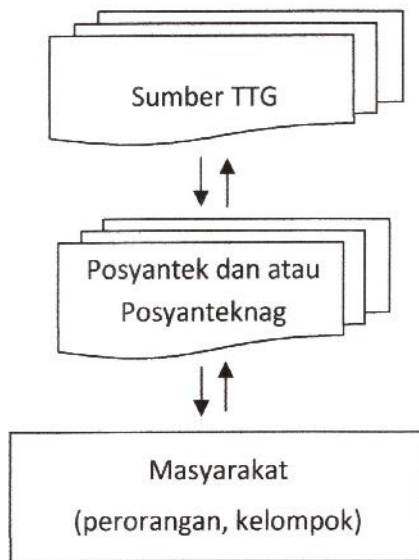 Sumber TTG
Posyantek dan atau
Posyanteknag
Masyarakat
(perorangan, kelompok)